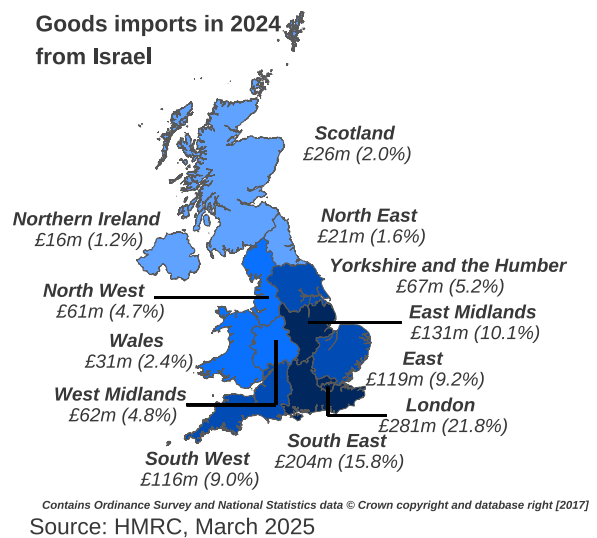 Goods imports in 2024
from Israel
Scotland
£26m (2.0%)
Northern Ireland
£16m (1.2%)
North East
£21m (1.6%)
Yorkshire and the Humber
£67m (5.2%)
North West
£61m (4.7%)
East Midlands
£131m (10.1%)
Wales
£31m (2.4%)
East
£119m (9.2%)
West Midlands
£62m (4.8%)
London
£281m (21.8%)
South East
£204m (15.8%)
South West
£116m (9.0%)
Contains Ordinance Survey and National Statistics data © Crown copyright and database right [2017]
Source: HMRC, March 2025